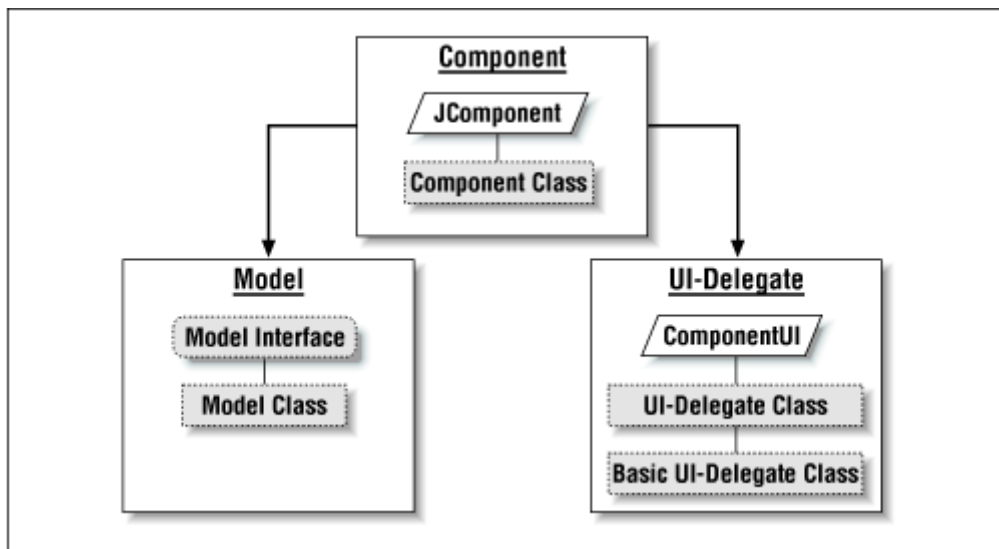 Component
JComponent
Component Class
Model
Model Interface
Model Class
UI-Delegate
ComponentUI
UI-Delegate Class
Basic UI-Delegate Class